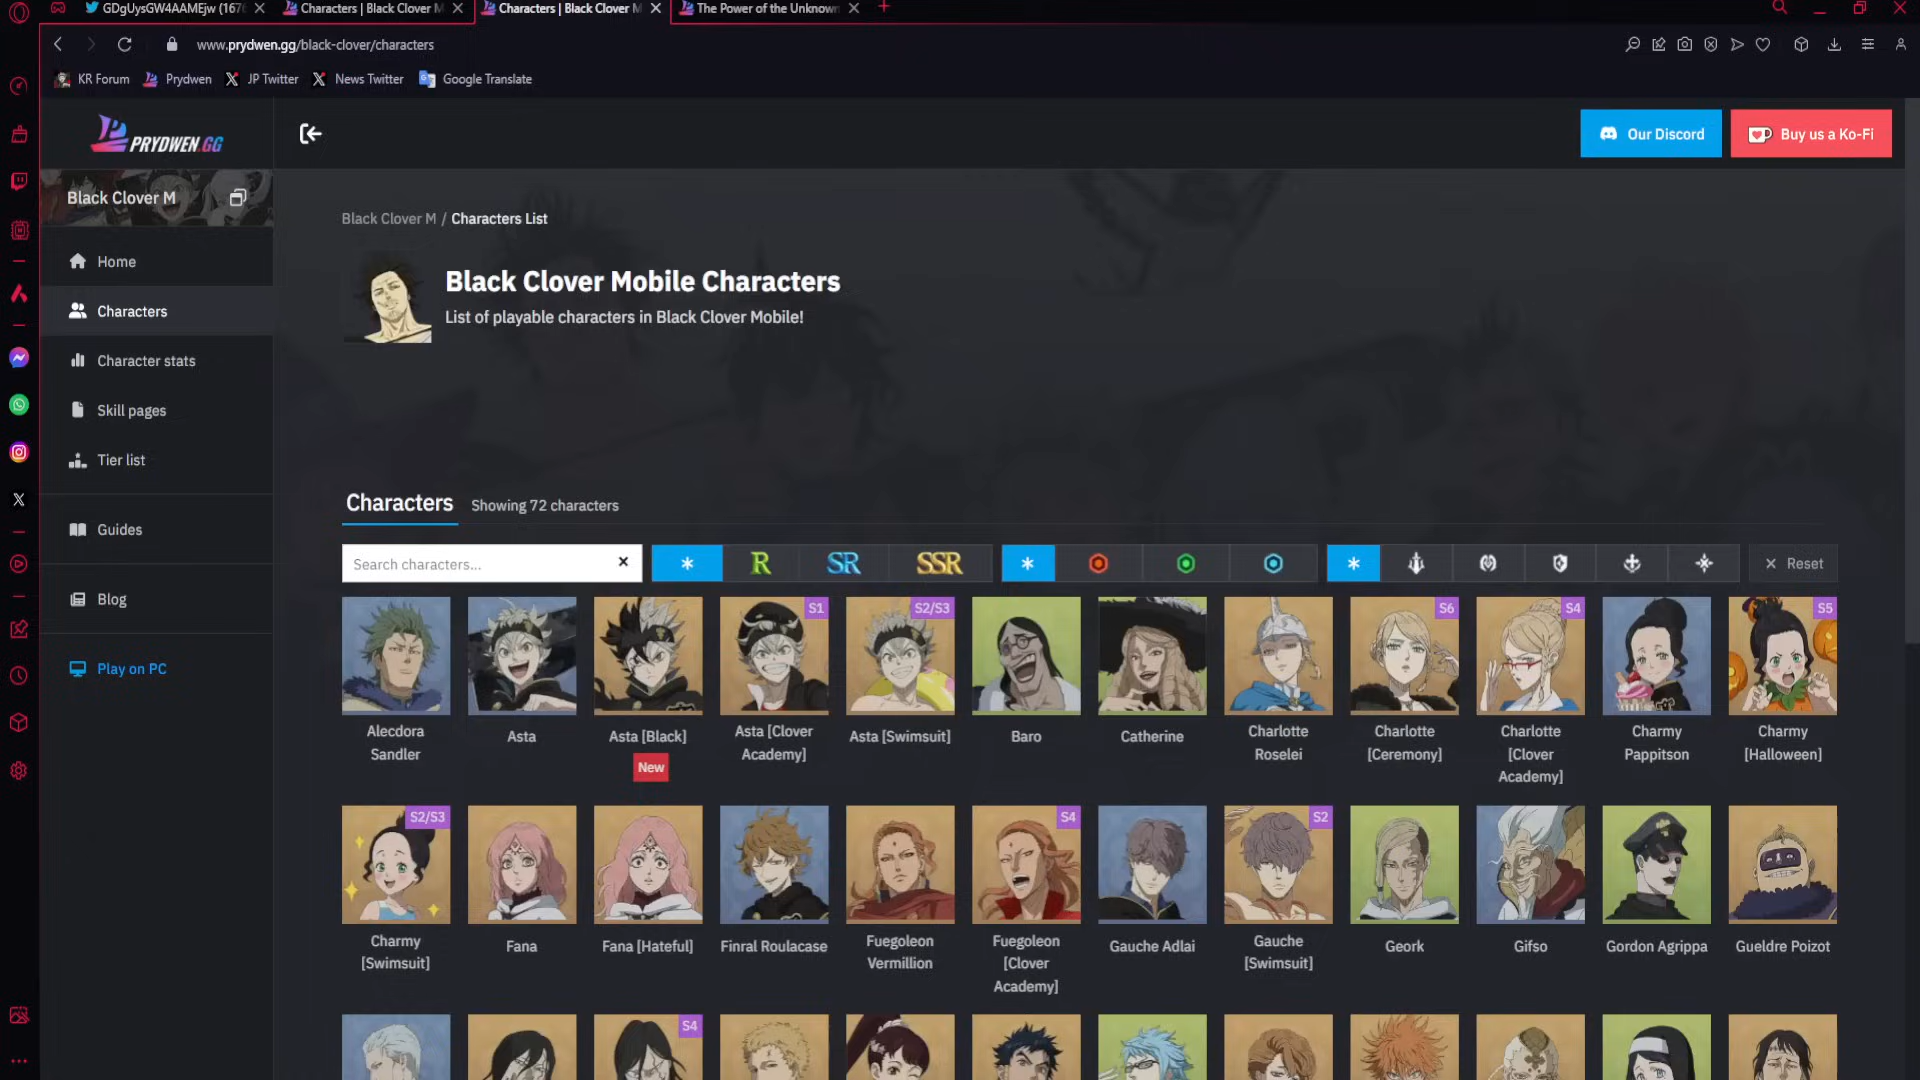 GDgUysGW4AAMEjw (167
Characters | Black Clover M
Characters | Black Clover M
The Power of the Unknown
www.prydwen.gg/black-clover/characters
KR Forum
Prydwen
JP Twitter
News Twitter
Google Translate
PRYDWEN.GG
Our Discord
Buy us a Ko-Fi
Black Clover M
Home
Characters
Character stats
Skill pages
Tier list
Guides
Blog
Play on PC
Black Clover M / Characters List
Black Clover Mobile Characters
List of playable characters in Black Clover Mobile!
Characters Showing 72 characters
Search characters...
R
SR
SSR
Reset
S1
S2/S3
S6
S4
S5
Alecdora
Sandler
Asta
Asta [Black]
New
Asta [Clover
Academy]
Asta [Swimsuit]
Baro
Catherine
Charlotte
Roselei
Charlotte
[Ceremony]
Charlotte
[Clover
Academy]
Charmy
Pappitson
Charmy
[Halloween]
S2/S3
S4
S2
Charmy
[Swimsuit]
Fana
Fana [Hateful]
Finral Roulacase
Fuegoleon
Vermillion
Fuegoleon
[Clover
Academy]
Gauche Adlai
Gauche
[Swimsuit]
Geork
Gifso
Gordon Agrippa
Gueldre Poizot
S4